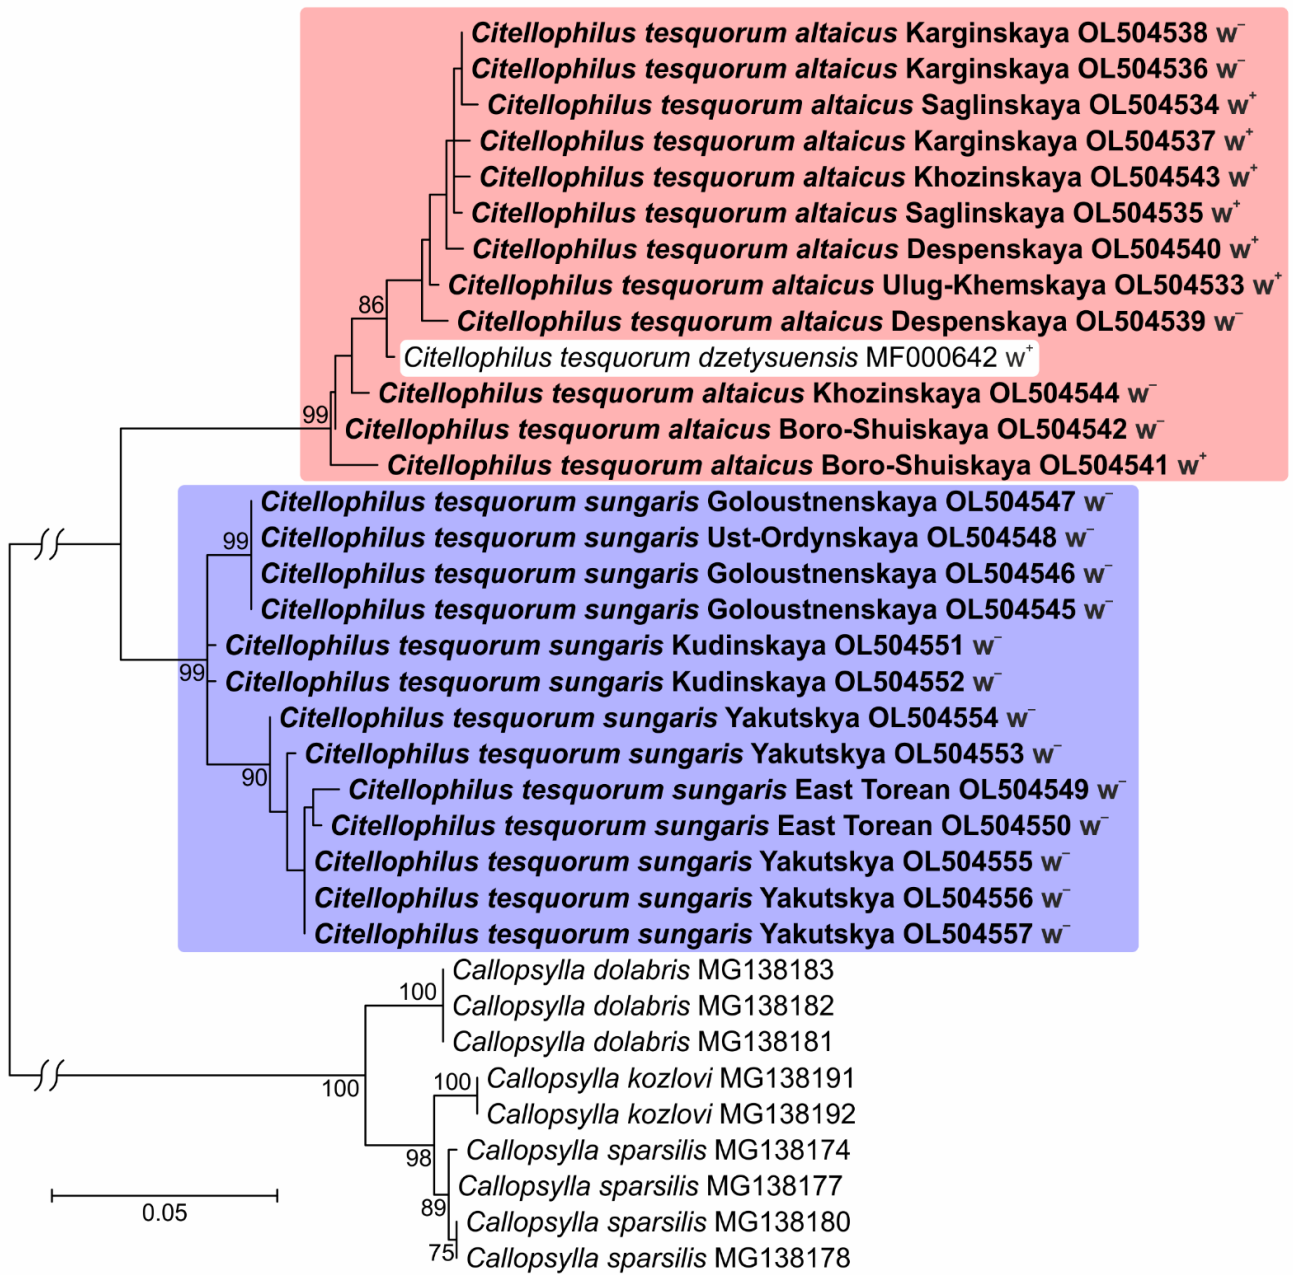 Citellophilus tesquorum altaicus Karginskaya OL504538 w⁻
Citellophilus tesquorum altaicus Karginskaya OL504536 w⁻
Citellophilus tesquorum altaicus Saglinskaya OL504534 w⁺
Citellophilus tesquorum altaicus Karginskaya OL504537 w⁺
Citellophilus tesquorum altaicus Khozinskaya OL504543 w⁺
Citellophilus tesquorum altaicus Saglinskaya OL504535 w⁺
Citellophilus tesquorum altaicus Despenskaya OL504540 w⁺
Citellophilus tesquorum altaicus Ulug-Khemskaya OL504533 w⁺
86
Citellophilus tesquorum altaicus Despenskaya OL504539 w⁻
Citellophilus tesquorum dzetysuensis MF000642 w⁺
Citellophilus tesquorum altaicus Khozinskaya OL504544 w⁻
99
Citellophilus tesquorum altaicus Boro-Shuiskaya OL504542 w⁻
Citellophilus tesquorum altaicus Boro-Shuiskaya OL504541 w⁺
Citellophilus tesquorum sungaris Goloustnenskaya OL504547 w⁻
99
Citellophilus tesquorum sungaris Ust-Ordynskaya OL504548 w⁻
Citellophilus tesquorum sungaris Goloustnenskaya OL504546 w⁻
Citellophilus tesquorum sungaris Goloustnenskaya OL504545 w⁻
Citellophilus tesquorum sungaris Kudinskaya OL504551 w⁻
99
Citellophilus tesquorum sungaris Kudinskaya OL504552 w⁻
Citellophilus tesquorum sungaris Yakutskya OL504554 w⁻
Citellophilus tesquorum sungaris Yakutskya OL504553 w⁻
90
Citellophilus tesquorum sungaris East Torean OL504549 w⁻
Citellophilus tesquorum sungaris East Torean OL504550 w⁻
Citellophilus tesquorum sungaris Yakutskya OL504555 w⁻
Citellophilus tesquorum sungaris Yakutskya OL504556 w⁻
Citellophilus tesquorum sungaris Yakutskya OL504557 w⁻
Callopsylla dolabris MG138183
100
Callopsylla dolabris MG138182
Callopsylla dolabris MG138181
100
Callopsylla kozlovi MG138191
100
Callopsylla kozlovi MG138192
Callopsylla sparsilis MG138174
98
Callopsylla sparsilis MG138177
89
0.05
Callopsylla sparsilis MG138180
75
Callopsylla sparsilis MG138178